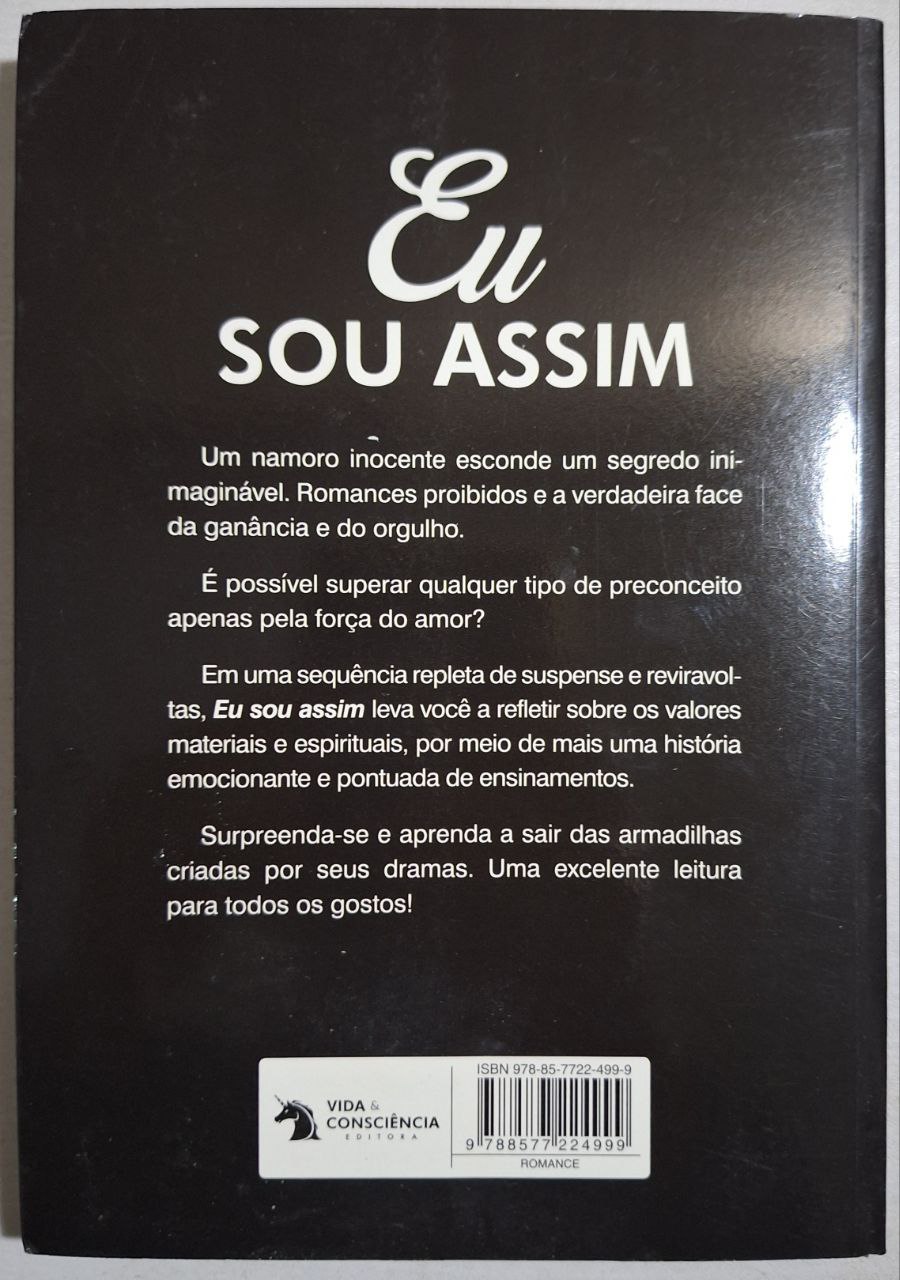 Eu
SOU ASSIM
Um namoro inocente esconde um segredo ini-
maginável. Romances proibidos e a verdadeira face
da ganância e do orgulho.
É possível superar qualquer tipo de preconceito
apenas pela força do amor?
Em uma sequência repleta de suspense e reviravol-
tas, Eu sou assim leva você a refletir sobre os valores
materiais e espirituais, por meio de mais uma história
emocionante e pontuada de ensinamentos.
Surpreenda-se e aprenda a sair das armadilhas
criadas por seus dramas. Uma excelente leitura
para todos os gostos!
VIDA &
CONSCIÊNCIA
EDITORA
ISBN 978-85-7722-499-9
9 788577 224999
ROMANCE